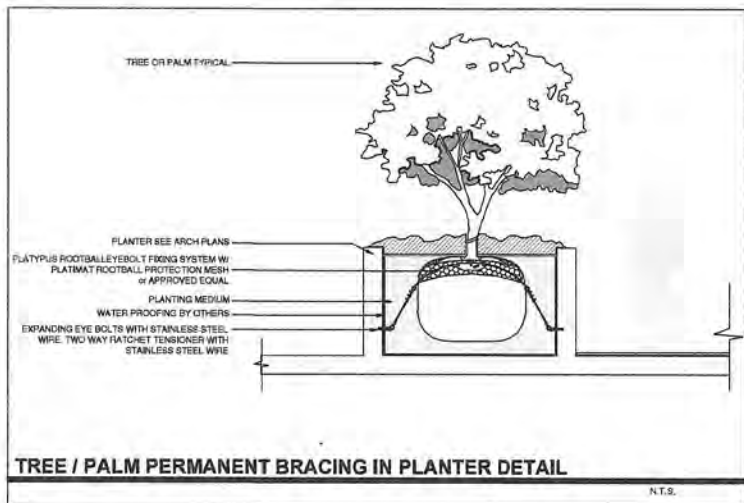 TREE OR PALM TYPICAL
PLANTER SEE ARCH PLANS
PLATYPUS ROOTBALLEYEBOLT FIXING SYSTEM W/
PLATIMAT ROOTBALL PROTECTION MESH
or APPROVED EQUAL
PLANTING MEDIUM
WATER PROOFING BY OTHERS
EXPANDING EYE BOLTS WITH STAINLESS STEEL
WIRE. TWO WAY RATCHET TENSIONER WITH
STAINLESS STEEL WIRE
TREE / PALM PERMANENT BRACING IN PLANTER DETAIL
N.T.S.